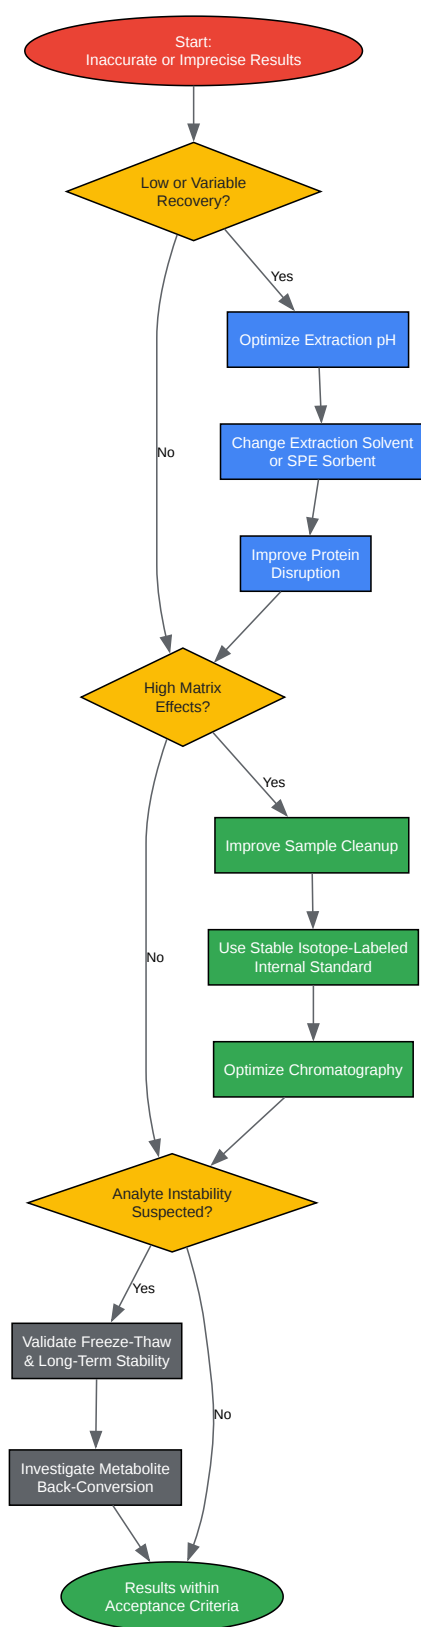 Start:
Inaccurate or Imprecise Results
Low or Variable
Recovery?
Yes
Optimize Extraction pH
No
Change Extraction Solvent
or SPE Sorbent
Improve Protein
Disruption
High Matrix
Effects?
Yes
Improve Sample Cleanup
No
Use Stable Isotope-Labeled
Internal Standard
Optimize Chromatography
Analyte Instability
Suspected?
Yes
Validate Freeze-Thaw
& Long-Term Stability
No
Investigate Metabolite
Back-Conversion
Results within
Acceptance Criteria